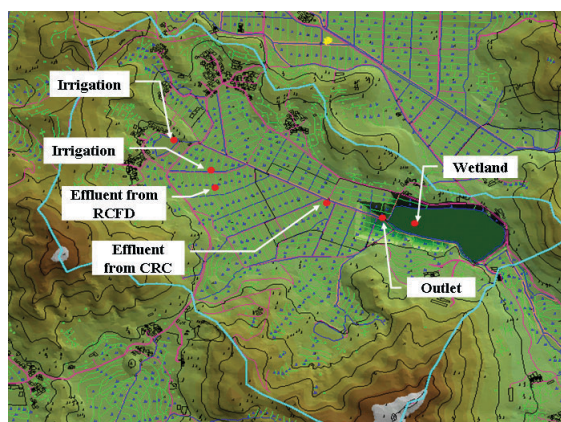 Irrigation
Irrigation
Effluent from
RCFD
Effluent
from CRC
Wetland
Outlet